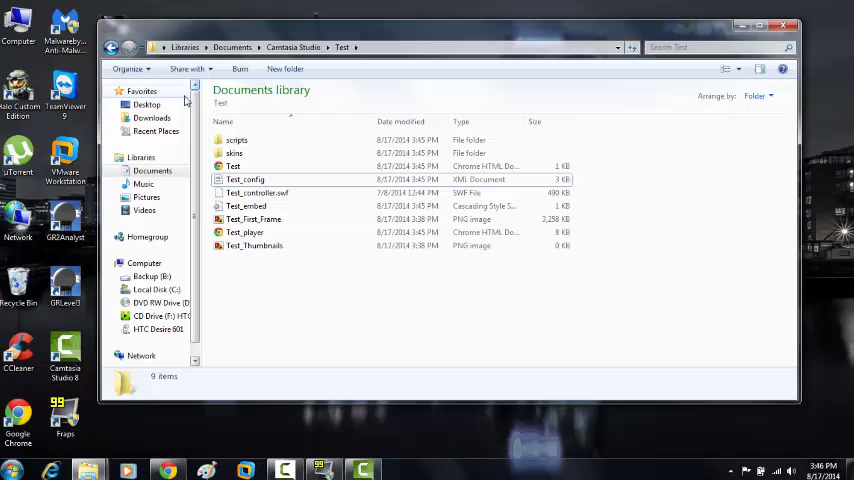 Computer
Malwareby...
Anti-Malw...
Halo Custom
Edition
TeamViewer
9
uTorrent
VMware
Workstation
Network
GR2Analyst
Recycle Bin
GRLevel3
CCleaner
Camtasia
Studio 8
Google
Chrome
99
Fraps
Libraries
Documents
Camtasia Studio
Test
Search Test
Organize
Share with
Burn
New folder
Favorites
Desktop
Downloads
Recent Places
Libraries
Documents
Music
Pictures
Videos
Homegroup
Computer
Backup (B:)
Local Disk (C:)
DVD RW Drive (D
CD Drive (F:) HTC
HTC Desire 601
Network
Documents library
Test
Arrange by: Folder
Name Date modified Type Size
scripts 8/17/2014 3:45 PM File folder
skins 8/17/2014 3:45 PM File folder
Test 8/17/2014 3:45 PM Chrome HTML Do... 1 KB
Test_config 8/17/2014 3:45 PM XML Document 3 KB
Test_controller.swf 7/8/2014 12:44 PM SWF File 490 KB
Test_embed 8/17/2014 3:45 PM Cascading Style S... 1 KB
Test_First_Frame 8/17/2014 3:38 PM PNG image 3,258 KB
Test_player 8/17/2014 3:45 PM Chrome HTML Do... 8 KB
Test_Thumbnails 8/17/2014 3:38 PM PNG image 0 KB
9 items
99
3:46 PM
8/17/2014